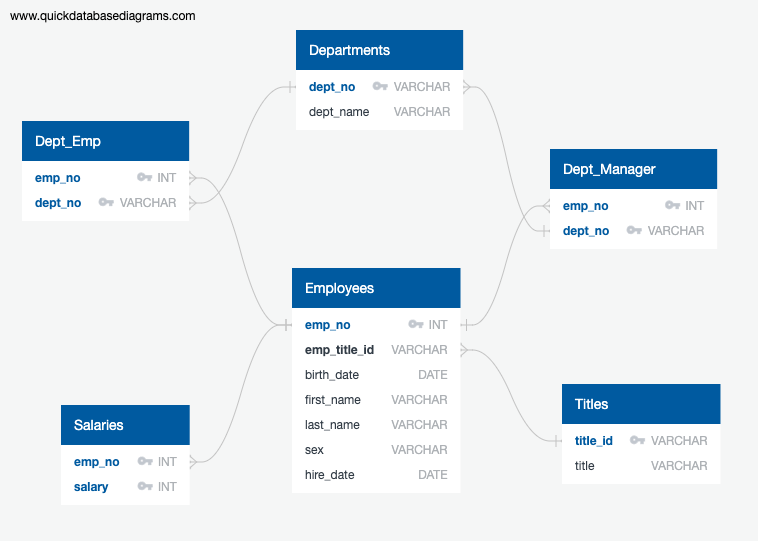 www.quickdatabasediagrams.com
Departments
dept_no VARCHAR
dept_name VARCHAR
Dept_Emp
emp_no INT
dept_no VARCHAR
Dept_Manager
emp_no INT
dept_no VARCHAR
Employees
emp_no INT
emp_title_id VARCHAR
birth_date DATE
first_name VARCHAR
last_name VARCHAR
sex VARCHAR
hire_date DATE
Titles
title_id VARCHAR
title VARCHAR
Salaries
emp_no INT
salary INT